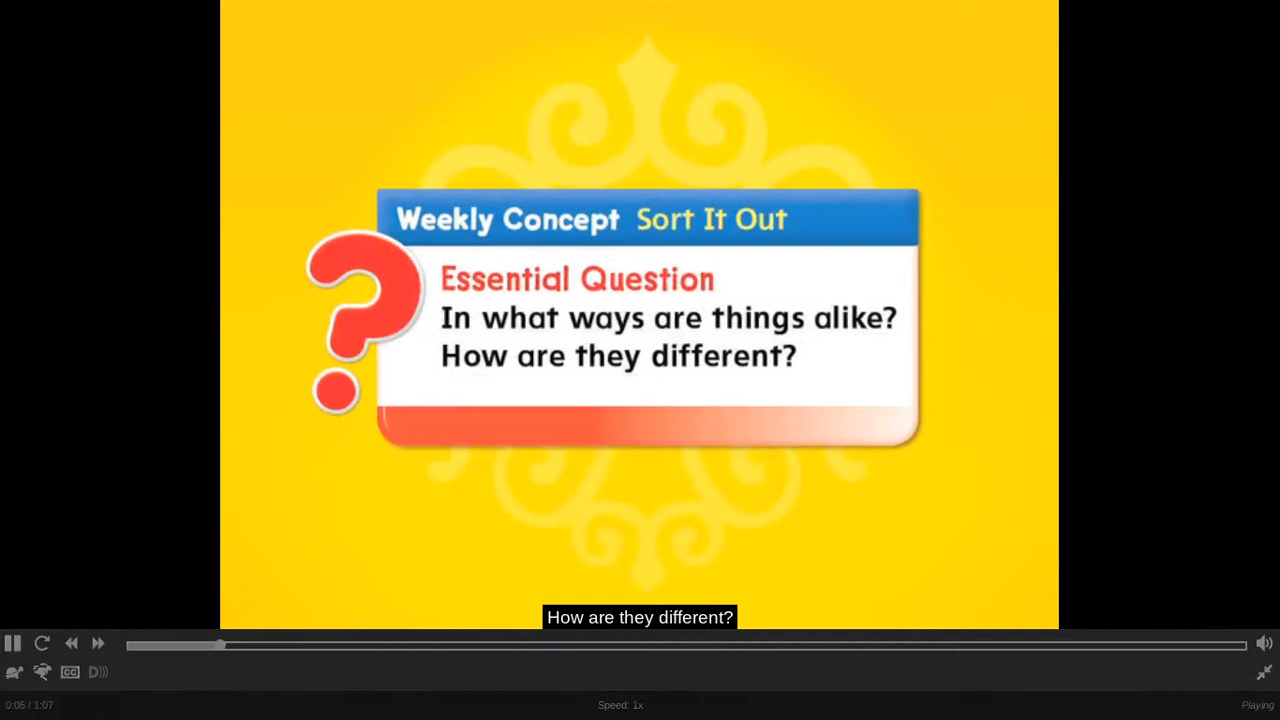 Weekly Concept Sort It Out
Essential Question
In what ways are things alike?
How are they different?
How are they different?
CC D)))
0:05 / 1:07 Speed: 1x Playing